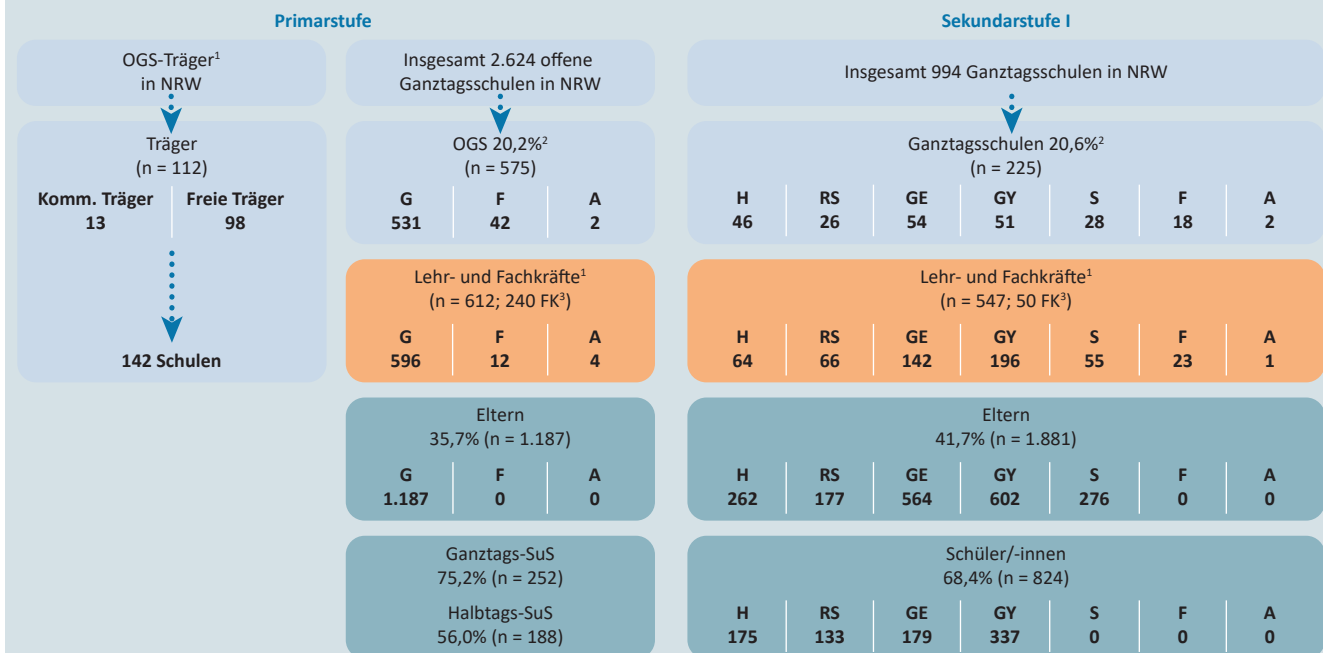 Primarstufe
Sekundarstufe I
OGS-Träger¹
in NRW
Insgesamt 2.624 offene
Ganztagsschulen in NRW
Insgesamt 994 Ganztagsschulen in NRW
Träger
(n = 112)
Komm. Träger Freie Träger
13 98
142 Schulen
OGS 20,2%²
(n = 575)
G F A
531 42 2
Ganztagsschulen 20,6%²
(n = 225)
H RS GE GY S F A
46 26 54 51 28 18 2
Lehr- und Fachkräfte¹
(n = 612; 240 FK³)
G F A
596 12 4
Lehr- und Fachkräfte¹
(n = 547; 50 FK³)
H RS GE GY S F A
64 66 142 196 55 23 1
Eltern
35,7% (n = 1.187)
G F A
1.187 0 0
Eltern
41,7% (n = 1.881)
H RS GE GY S F A
262 177 564 602 276 0 0
Ganztags-SuS
75,2% (n = 252)
Halbtags-SuS
56,0% (n = 188)
Schüler/-innen
68,4% (n = 824)
H RS GE GY S F A
175 133 179 337 0 0 0